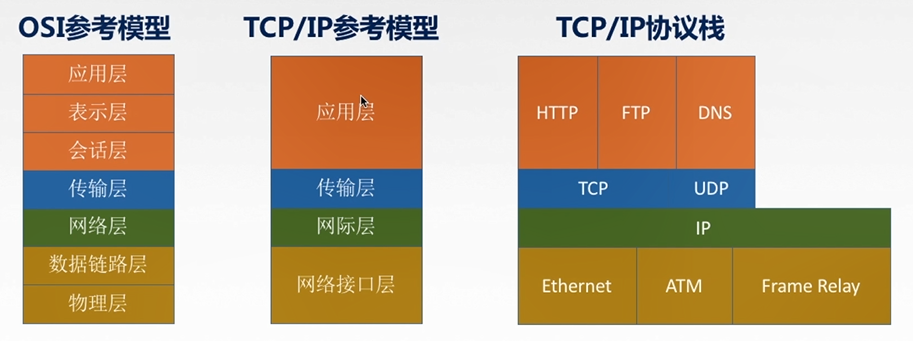 OSI参考模型
应用层
表示层
会话层
传输层
网络层
数据链路层
物理层
TCP/IP参考模型
应用层
传输层
网际层
网络接口层
TCP/IP协议栈
HTTP FTP DNS
TCP UDP
IP
Ethernet ATM Frame Relay